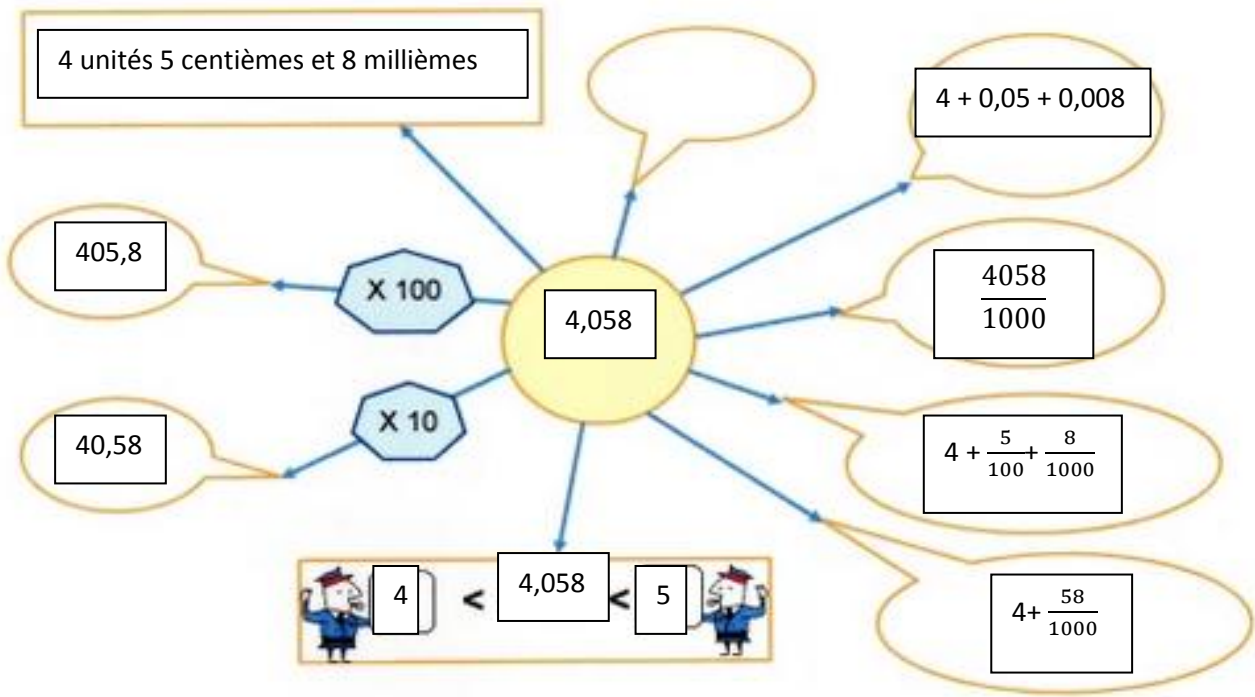 4 unités 5 centièmes et 8 millièmes
4 + 0,05 + 0,008
405,8
X 100
4,058
4058
1000
40,58
X 10
4 + 5/100 + 8/1000
4 < 4,058 < 5
4+ 58/1000